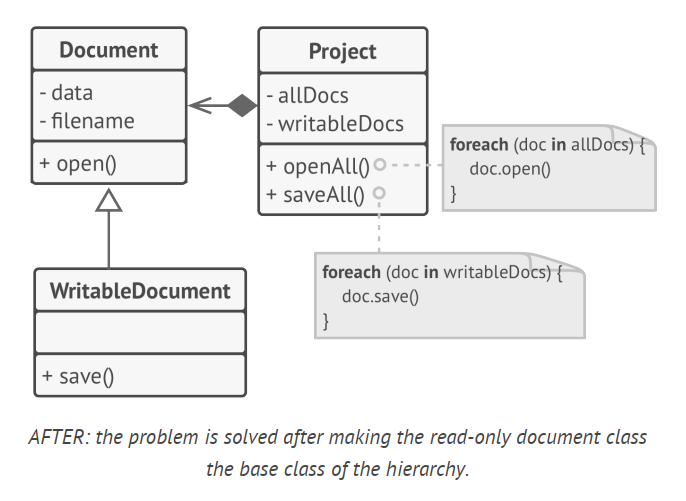 Document
- data
- filename
+ open()
Project
- allDocs
- writableDocs
+ openAll()
+ saveAll()
foreach (doc in allDocs) {
doc.open()
}
WritableDocument
+ save()
foreach (doc in writableDocs) {
doc.save()
}
AFTER: the problem is solved after making the read-only document class
the base class of the hierarchy.